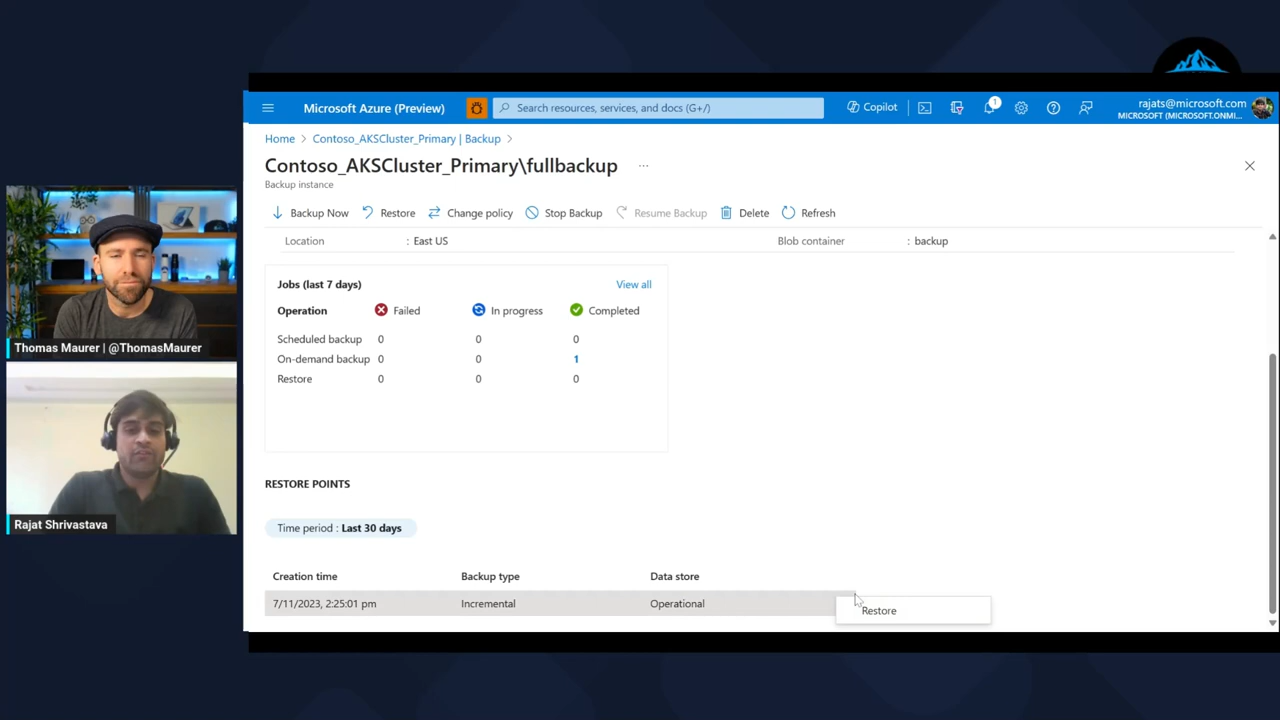 Microsoft Azure (Preview)
Search resources, services, and docs (G+/)
Copilot
1
rajats@microsoft.com
MICROSOFT (MICROSOFT.ONMI...
Home > Contoso_AKSCluster_Primary | Backup >
Contoso_AKSCluster_Primary\fullbackup ...
Backup instance
Backup Now Restore Change policy Stop Backup Resume Backup Delete Refresh
Location : East US Blob container : backup
Jobs (last 7 days) View all
Operation Failed In progress Completed
Scheduled backup 0 0 0
On-demand backup 0 0 1
Restore 0 0 0
RESTORE POINTS
Time period : Last 30 days
Creation time Backup type Data store
7/11/2023, 2:25:01 pm Incremental Operational
Restore
Thomas Maurer | @ThomasMaurer
Rajat Shrivastava